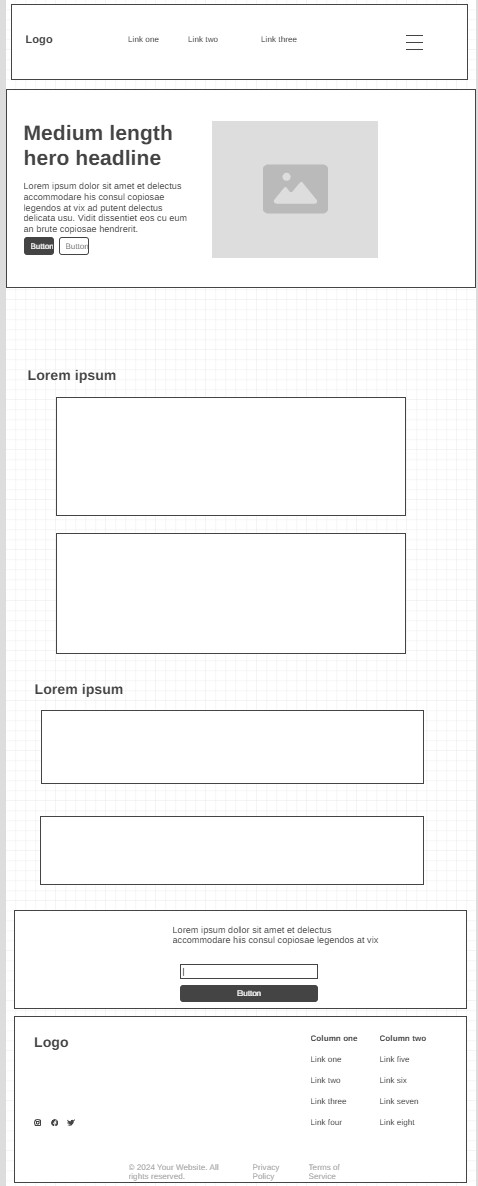 Logo
Link one
Link two
Link three
Medium length
hero headline
Lorem ipsum dolor sit amet et delectus
accommodare hiis consul copiosae
legendos at vix ad putent delectus
delicata usu. Vidit dissentiet eos cu eum
an brute copiosae hendrerit.
Button
Button
Lorem ipsum
Lorem ipsum
Lorem ipsum dolor sit amet et delectus
accommodare hiis consul copiosae legendos at vix
Button
Logo
Column one
Link one
Link two
Link three
Link four
Column two
Link five
Link six
Link seven
Link eight
© 2024 Your Website. All
rights reserved.
Privacy
Policy
Terms of
Service